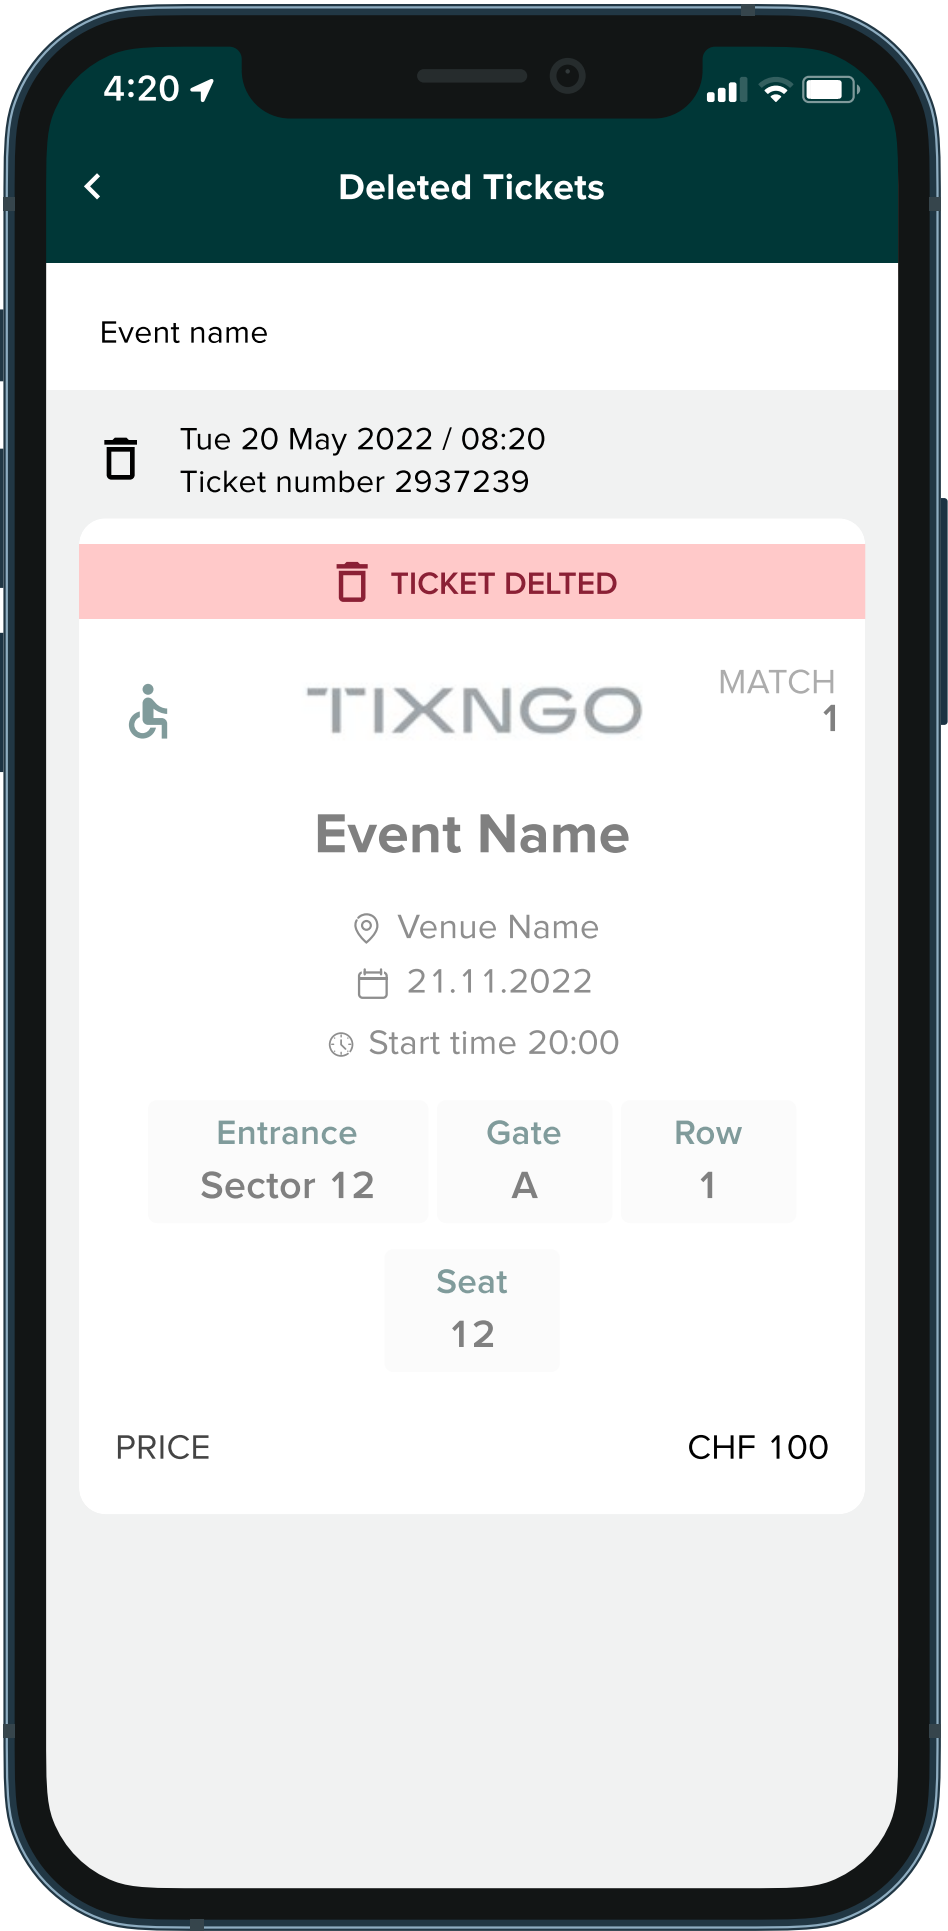 4:20
Deleted Tickets
Event name
Tue 20 May 2022 / 08:20
Ticket number 2937239
TICKET DELTED
TIXNGO
MATCH
1
Event Name
Venue Name
21.11.2022
Start time 20:00
Entrance Gate Row
Sector 12 A 1
Seat
12
PRICE CHF 100